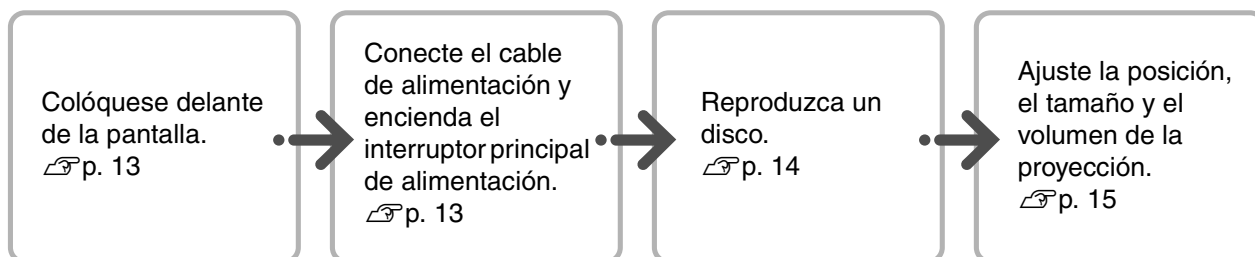 Colóquese delante
de la pantalla.
p. 13
Conecte el cable
de alimentación y
encienda el
interruptor principal
de alimentación.
p. 13
Reproduzca un
disco.
p. 14
Ajuste la posición,
el tamaño y el
volumen de la
proyección.
p. 15